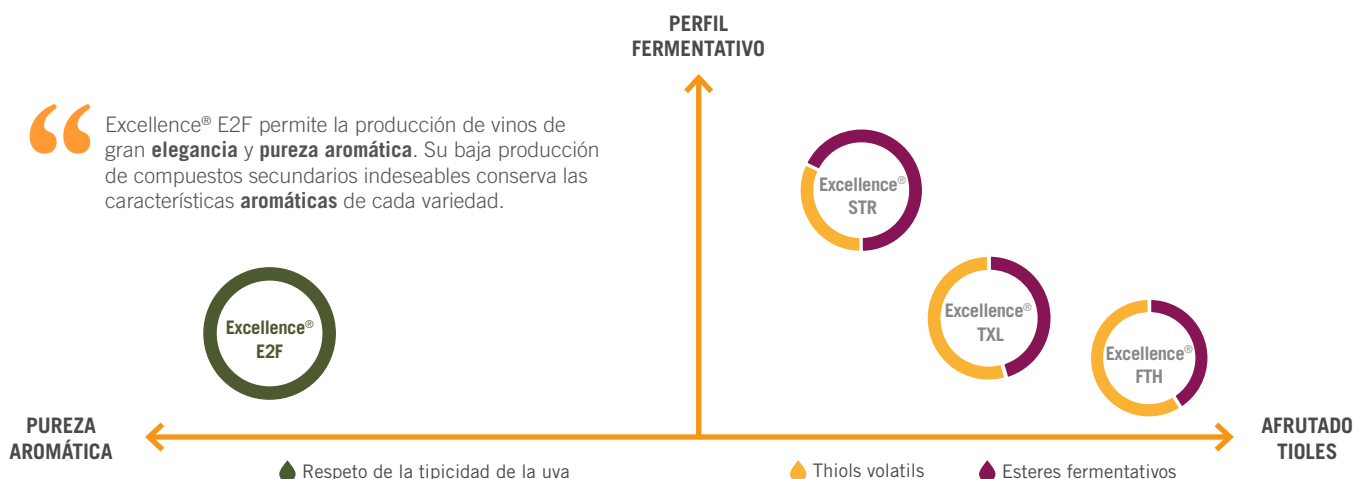 PERFIL
FERMENTATIVO
“
Excellence® E2F permite la producción de vinos de
gran elegancia y pureza aromática. Su baja producción
de compuestos secundarios indeseables conserva las
características aromáticas de cada variedad.
Excellence®
STR
Excellence®
TXL
Excellence®
FTH
Excellence®
E2F
PUREZA
AROMÁTICA
AFRUTADO
TIOLES
Respeto de la tipicidad de la uva
Thiols volatils
Esteres fermentativos